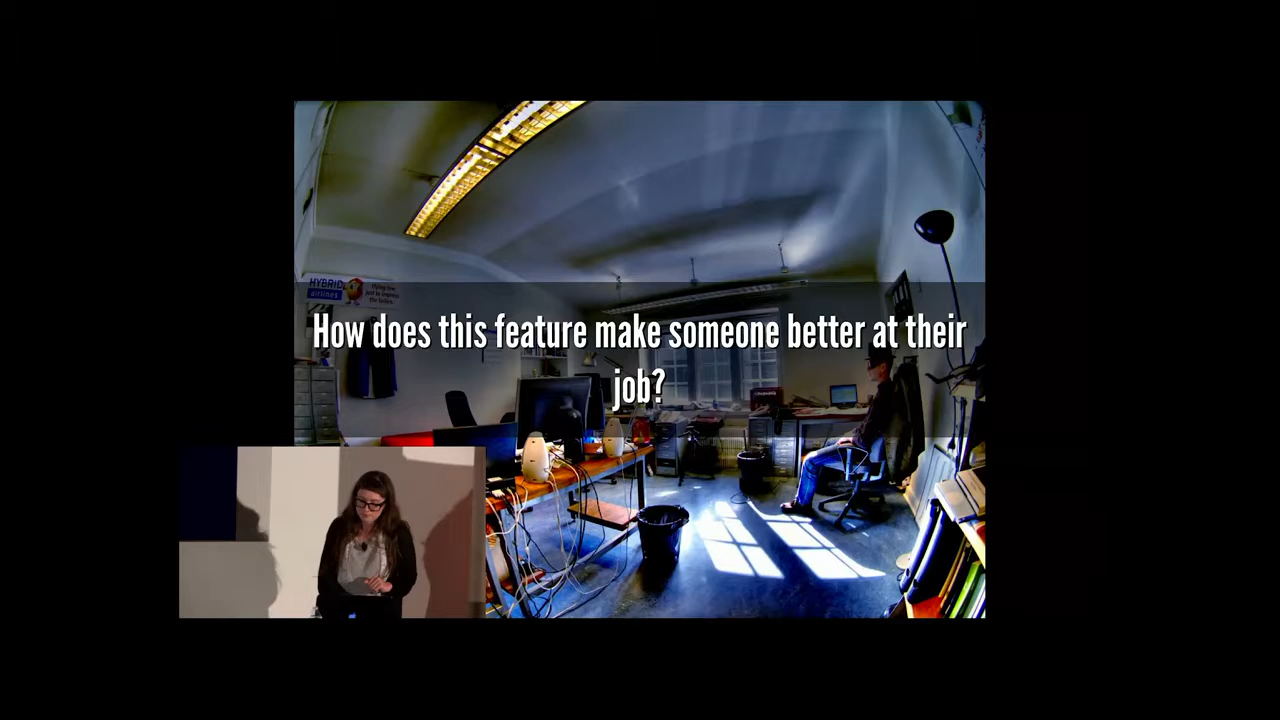 HYBRID
airlines
How does this feature make someone better at their
job?